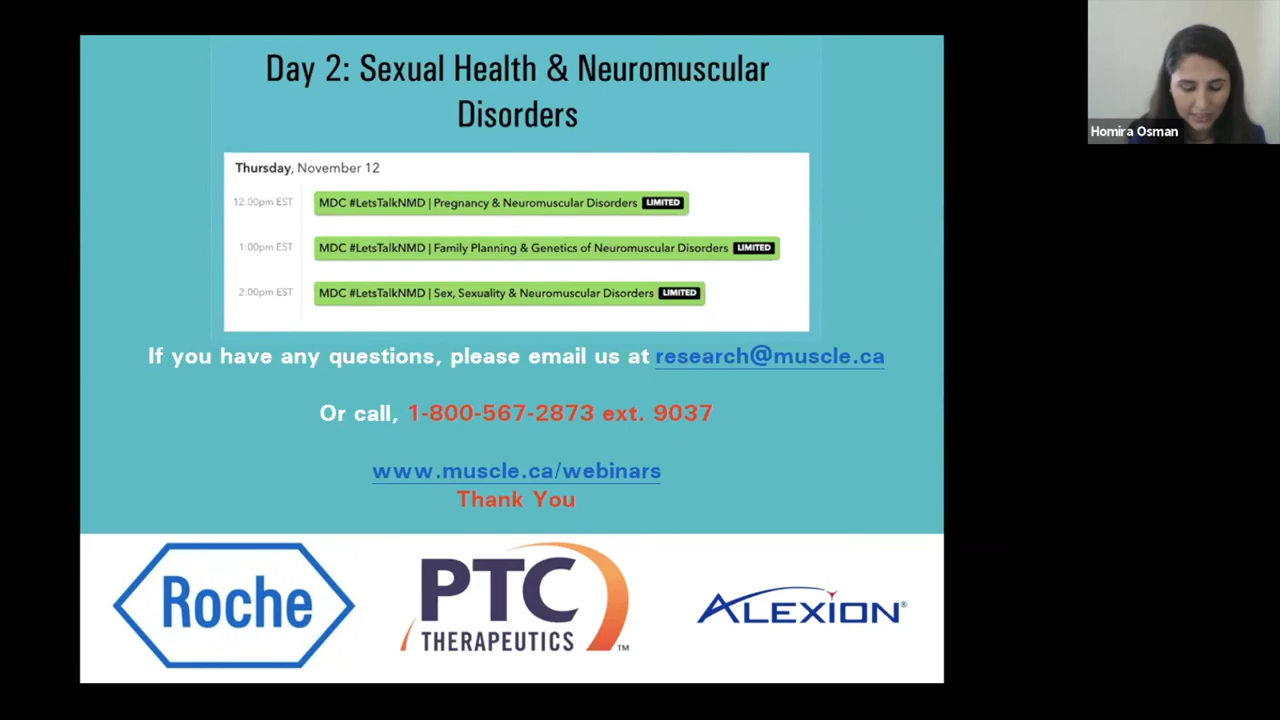 Day 2: Sexual Health & Neuromuscular
Disorders
Thursday, November 12
12:00pm EST MDC #LetsTalkNMD | Pregnancy & Neuromuscular Disorders LIMITED
1:00pm EST MDC #LetsTalkNMD | Family Planning & Genetics of Neuromuscular Disorders LIMITED
2:00pm EST MDC #LetsTalkNMD | Sex, Sexuality & Neuromuscular Disorders LIMITED
If you have any questions, please email us at research@muscle.ca
Or call, 1-800-567-2873 ext. 9037
www.muscle.ca/webinars
Thank You
Roche
PTC
THERAPEUTICS™
ALEXION®
Homira Osman